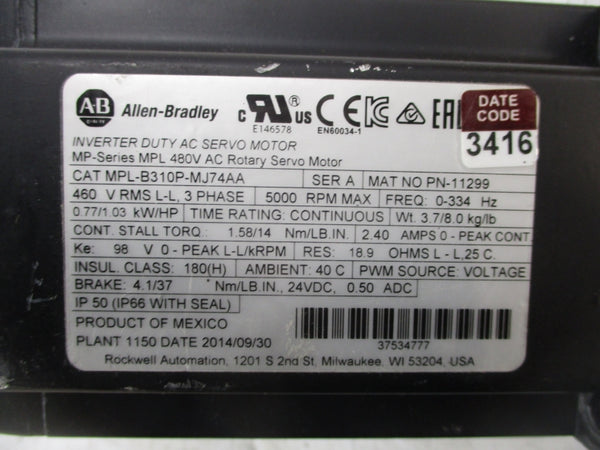 AB Allen-Bradley
c UR US
E146578
CE
EN60034-1
KC
EAC
DATE CODE
3416
INVERTER DUTY AC SERVO MOTOR
MP-Series MPL 480V AC Rotary Servo Motor
CAT MPL-B310P-MJ74AA SER A MAT NO PN-11299
460 V RMS L-L, 3 PHASE 5000 RPM MAX FREQ: 0-334 Hz
0.77/1.03 kW/HP TIME RATING: CONTINUOUS Wt. 3.7/8.0 kg/lb
CONT. STALL TORQ.: 1.58/14 Nm/LB.IN. 2.40 AMPS 0 - PEAK CONT
Ke: 98 V 0 - PEAK L-L/kRPM RES: 18.9 OHMS L - L,25 C.
INSUL. CLASS: 180(H) AMBIENT: 40 C PWM SOURCE: VOLTAGE
BRAKE: 4.1/37 Nm/LB.IN., 24VDC, 0.50 ADC
IP 50 (IP66 WITH SEAL)
PRODUCT OF MEXICO
PLANT 1150 DATE 2014/09/30
37534777
Rockwell Automation, 1201 S 2nd St, Milwaukee, WI 53204, USA